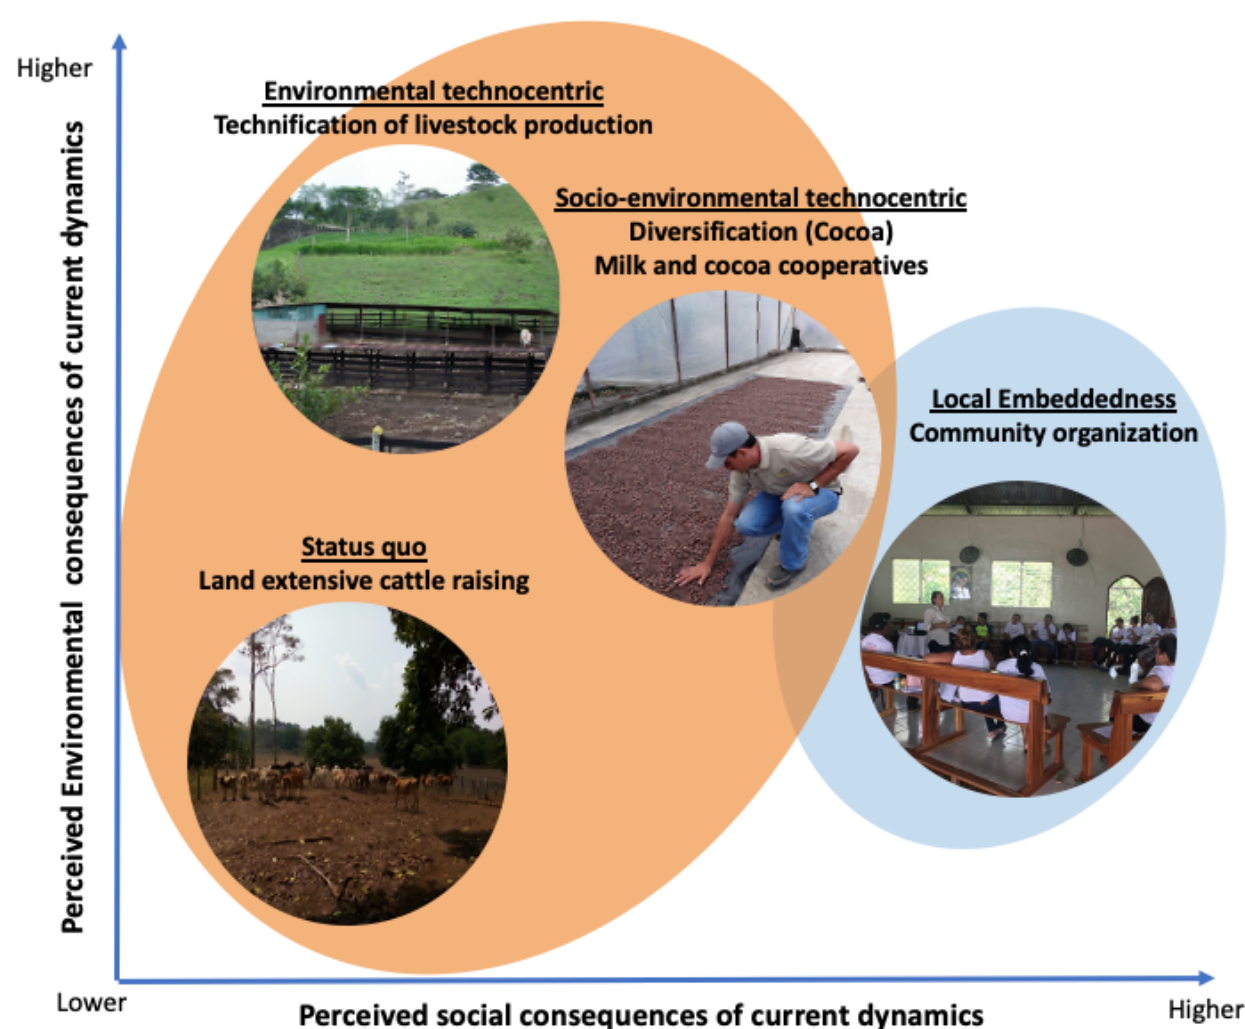 Higher
Perceived Environmental consequences of current dynamics
Environmental technocentric
Technification of livestock production
Socio-environmental technocentric
Diversification (Cocoa)
Milk and cocoa cooperatives
Local Embeddedness
Community organization
Status quo
Land extensive cattle raising
Lower
Perceived social consequences of current dynamics
Higher